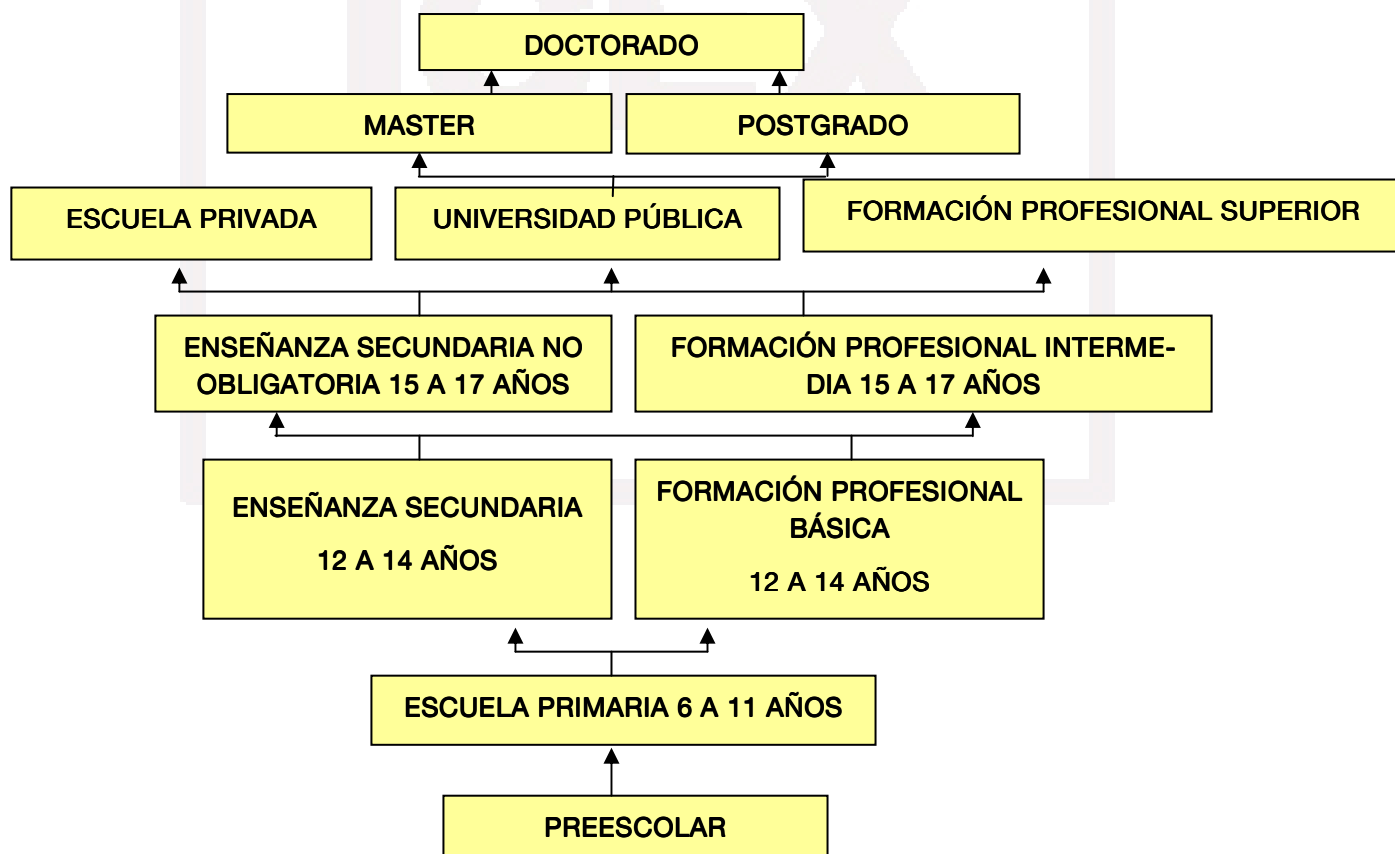 DOCTORADO
MASTER
POSTGRADO
ESCUELA PRIVADA
UNIVERSIDAD PÚBLICA
FORMACIÓN PROFESIONAL SUPERIOR
ENSEÑANZA SECUNDARIA NO
OBLIGATORIA 15 A 17 AÑOS
FORMACIÓN PROFESIONAL INTERME-
DIA 15 A 17 AÑOS
ENSEÑANZA SECUNDARIA
12 A 14 AÑOS
FORMACIÓN PROFESIONAL
BÁSICA
12 A 14 AÑOS
ESCUELA PRIMARIA 6 A 11 AÑOS
PREESCOLAR